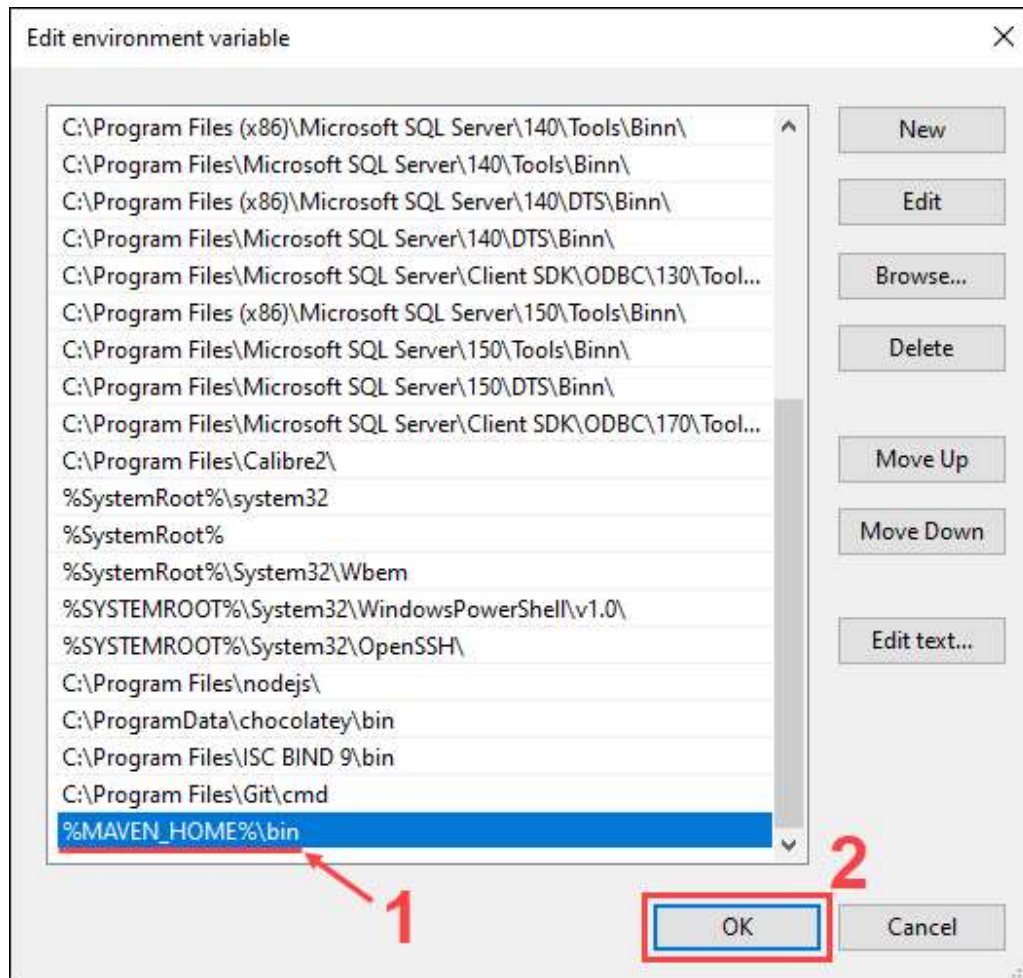 Edit environment variable
C:\Program Files (x86)\Microsoft SQL Server\140\Tools\Binn\
C:\Program Files\Microsoft SQL Server\140\Tools\Binn\
C:\Program Files (x86)\Microsoft SQL Server\140\DTS\Binn\
C:\Program Files\Microsoft SQL Server\140\DTS\Binn\
C:\Program Files\Microsoft SQL Server\Client SDK\ODBC\130\Tool...
C:\Program Files (x86)\Microsoft SQL Server\150\Tools\Binn\
C:\Program Files\Microsoft SQL Server\150\Tools\Binn\
C:\Program Files\Microsoft SQL Server\150\DTS\Binn\
C:\Program Files\Microsoft SQL Server\Client SDK\ODBC\170\Tool...
C:\Program Files\Calibre2\
%SystemRoot%\system32
%SystemRoot%
%SystemRoot%\System32\Wbem
%SYSTEMROOT%\System32\WindowsPowerShell\v1.0\
%SYSTEMROOT%\System32\OpenSSH\
C:\Program Files\nodejs\
C:\ProgramData\chocolatey\bin
C:\Program Files\ISC BIND 9\bin
C:\Program Files\Git\cmd
%MAVEN_HOME%\bin
New
Edit
Browse...
Delete
Move Up
Move Down
Edit text...
1
2
OK
Cancel